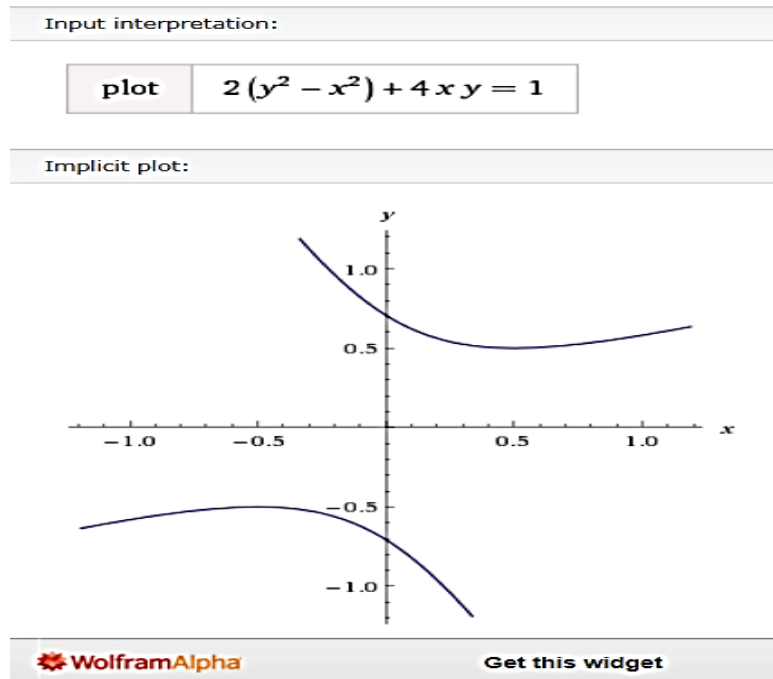 Input interpretation:
plot 2 (y² − x²) + 4 x y = 1
Implicit plot:
y
1.0
0.5
−1.0 −0.5 0.5 1.0 x
−0.5
−1.0
WolframAlpha Get this widget